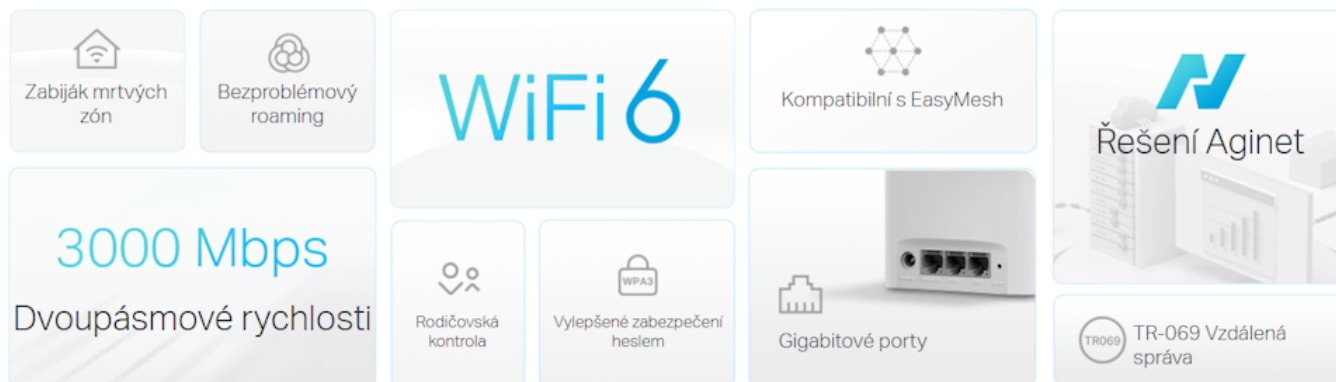 Zabiják mrtvých
zón
Bezproblémový
roaming
WiFi 6
Kompatibilní s EasyMesh
Řešení Aginet
3000 Mbps
Dvoupásmové rychlosti
Rodičovská
kontrola
WPA3
Vylepšené zabezpečení
heslem
Gigabitové porty
TR069
TR-069 Vzdálená
správa